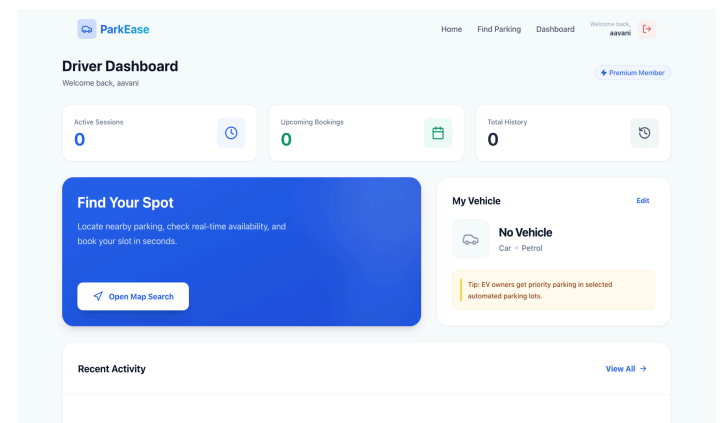 ParkEase
Home Find Parking Dashboard
Welcome back,
aavani
Driver Dashboard
Welcome back, aavani
Premium Member
Active Sessions
0
Upcoming Bookings
0
Total History
0
Find Your Spot
Locate nearby parking, check real-time availability, and
book your slot in seconds.
Open Map Search
My Vehicle
Edit
No Vehicle
Car • Petrol
Tip: EV owners get priority parking in selected
automated parking lots.
Recent Activity
View All →